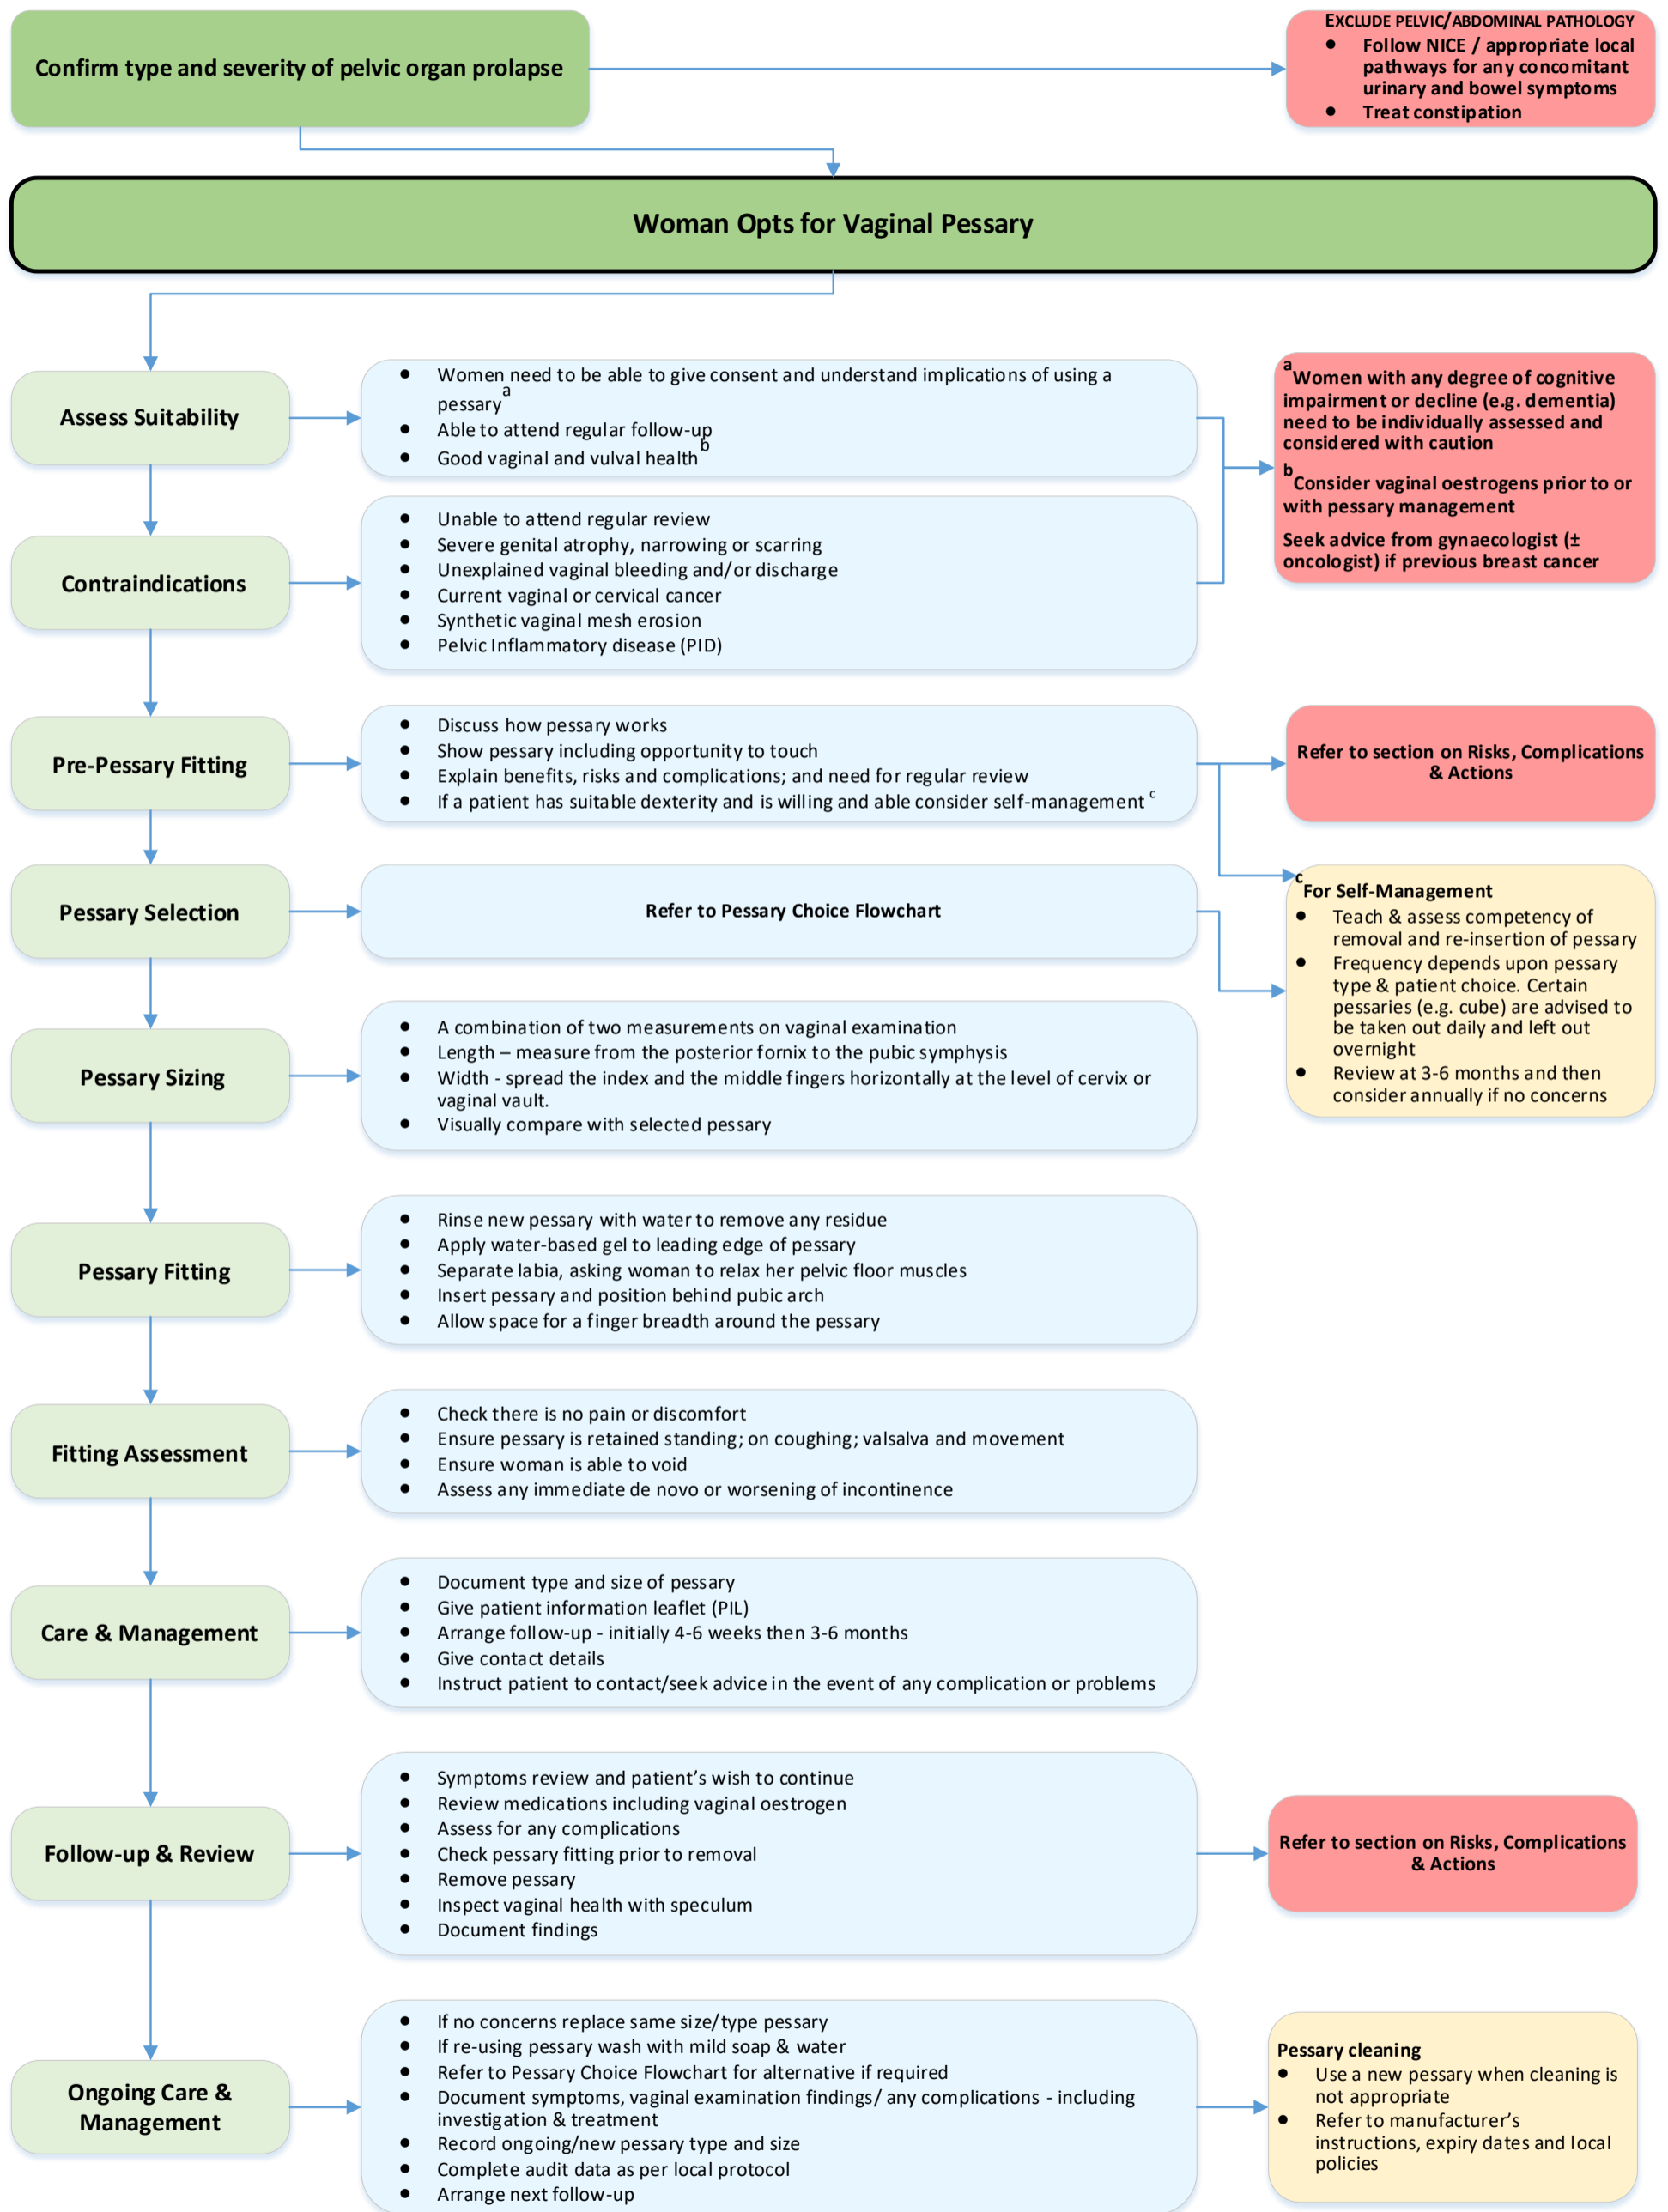 Confirm type and severity of pelvic organ prolapse
EXCLUDE PELVIC/ABDOMINAL PATHOLOGY
● Follow NICE / appropriate local
pathways for any concomitant
urinary and bowel symptoms
● Treat constipation
Woman Opts for Vaginal Pessary
Assess Suitability
● Women need to be able to give consent and understand implications of using a
pessary a
● Able to attend regular follow-up
● Good vaginal and vulval health b
a Women with any degree of cognitive
impairment or decline (e.g. dementia)
need to be individually assessed and
considered with caution
b Consider vaginal oestrogens prior to or
with pessary management
Seek advice from gynaecologist (±
oncologist) if previous breast cancer
Contraindications
● Unable to attend regular review
● Severe genital atrophy, narrowing or scarring
● Unexplained vaginal bleeding and/or discharge
● Current vaginal or cervical cancer
● Synthetic vaginal mesh erosion
● Pelvic Inflammatory disease (PID)
Pre-Pessary Fitting
● Discuss how pessary works
● Show pessary including opportunity to touch
● Explain benefits, risks and complications; and need for regular review
● If a patient has suitable dexterity and is willing and able consider self-management c
Refer to section on Risks, Complications
& Actions
Pessary Selection
Refer to Pessary Choice Flowchart
c For Self-Management
● Teach & assess competency of
removal and re-insertion of pessary
● Frequency depends upon pessary
type & patient choice. Certain
pessaries (e.g. cube) are advised to
be taken out daily and left out
overnight
● Review at 3-6 months and then
consider annually if no concerns
Pessary Sizing
● A combination of two measurements on vaginal examination
● Length – measure from the posterior fornix to the pubic symphysis
● Width - spread the index and the middle fingers horizontally at the level of cervix or
vaginal vault.
● Visually compare with selected pessary
Pessary Fitting
● Rinse new pessary with water to remove any residue
● Apply water-based gel to leading edge of pessary
● Separate labia, asking woman to relax her pelvic floor muscles
● Insert pessary and position behind pubic arch
● Allow space for a finger breadth around the pessary
Fitting Assessment
● Check there is no pain or discomfort
● Ensure pessary is retained standing; on coughing; valsalva and movement
● Ensure woman is able to void
● Assess any immediate de novo or worsening of incontinence
Care & Management
● Document type and size of pessary
● Give patient information leaflet (PIL)
● Arrange follow-up - initially 4-6 weeks then 3-6 months
● Give contact details
● Instruct patient to contact/seek advice in the event of any complication or problems
Follow-up & Review
● Symptoms review and patient’s wish to continue
● Review medications including vaginal oestrogen
● Assess for any complications
● Check pessary fitting prior to removal
● Remove pessary
● Inspect vaginal health with speculum
● Document findings
Refer to section on Risks, Complications
& Actions
Ongoing Care &
Management
● If no concerns replace same size/type pessary
● If re-using pessary wash with mild soap & water
● Refer to Pessary Choice Flowchart for alternative if required
● Document symptoms, vaginal examination findings/ any complications - including
investigation & treatment
● Record ongoing/new pessary type and size
● Complete audit data as per local protocol
● Arrange next follow-up
Pessary cleaning
● Use a new pessary when cleaning is
not appropriate
● Refer to manufacturer’s
instructions, expiry dates and local
policies